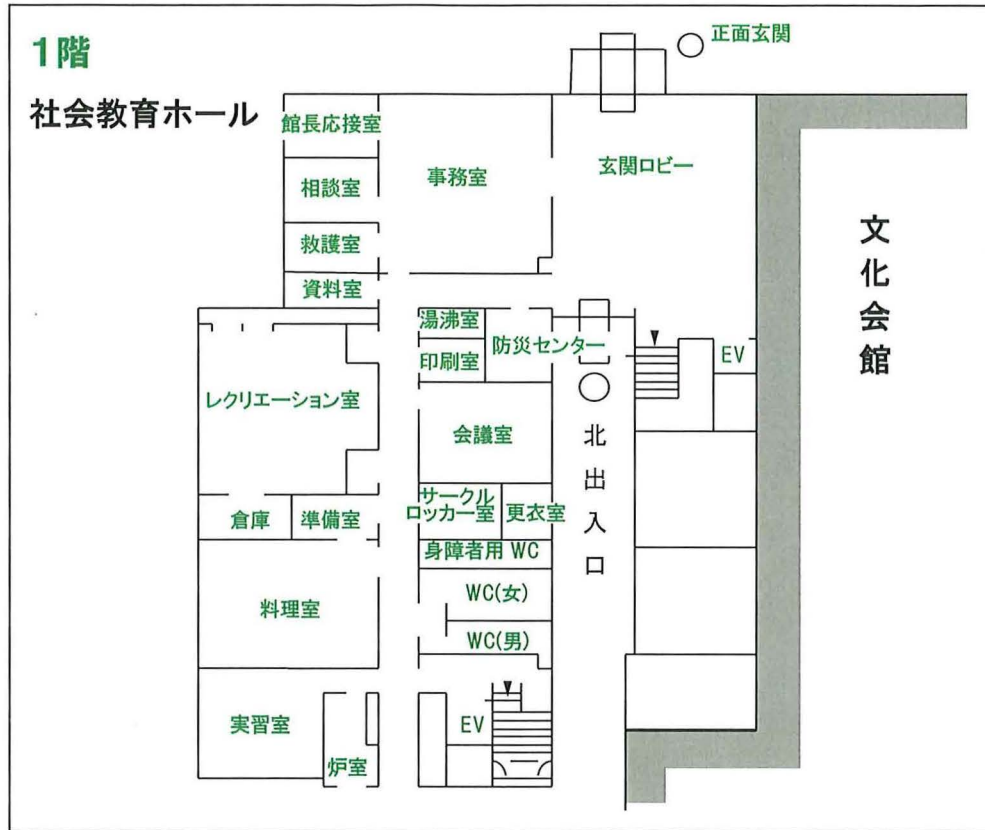 1階
社会教育ホール
正面玄関
館長応接室
相談室
事務室
玄関ロビー
救護室
資料室
文化会館
湯沸室
防災センター
印刷室
EV
レクリエーション室
会議室
北出入口
サークル
ロッカー室
更衣室
倉庫
準備室
身障者用 WC
WC(女)
料理室
WC(男)
実習室
EV
炉室